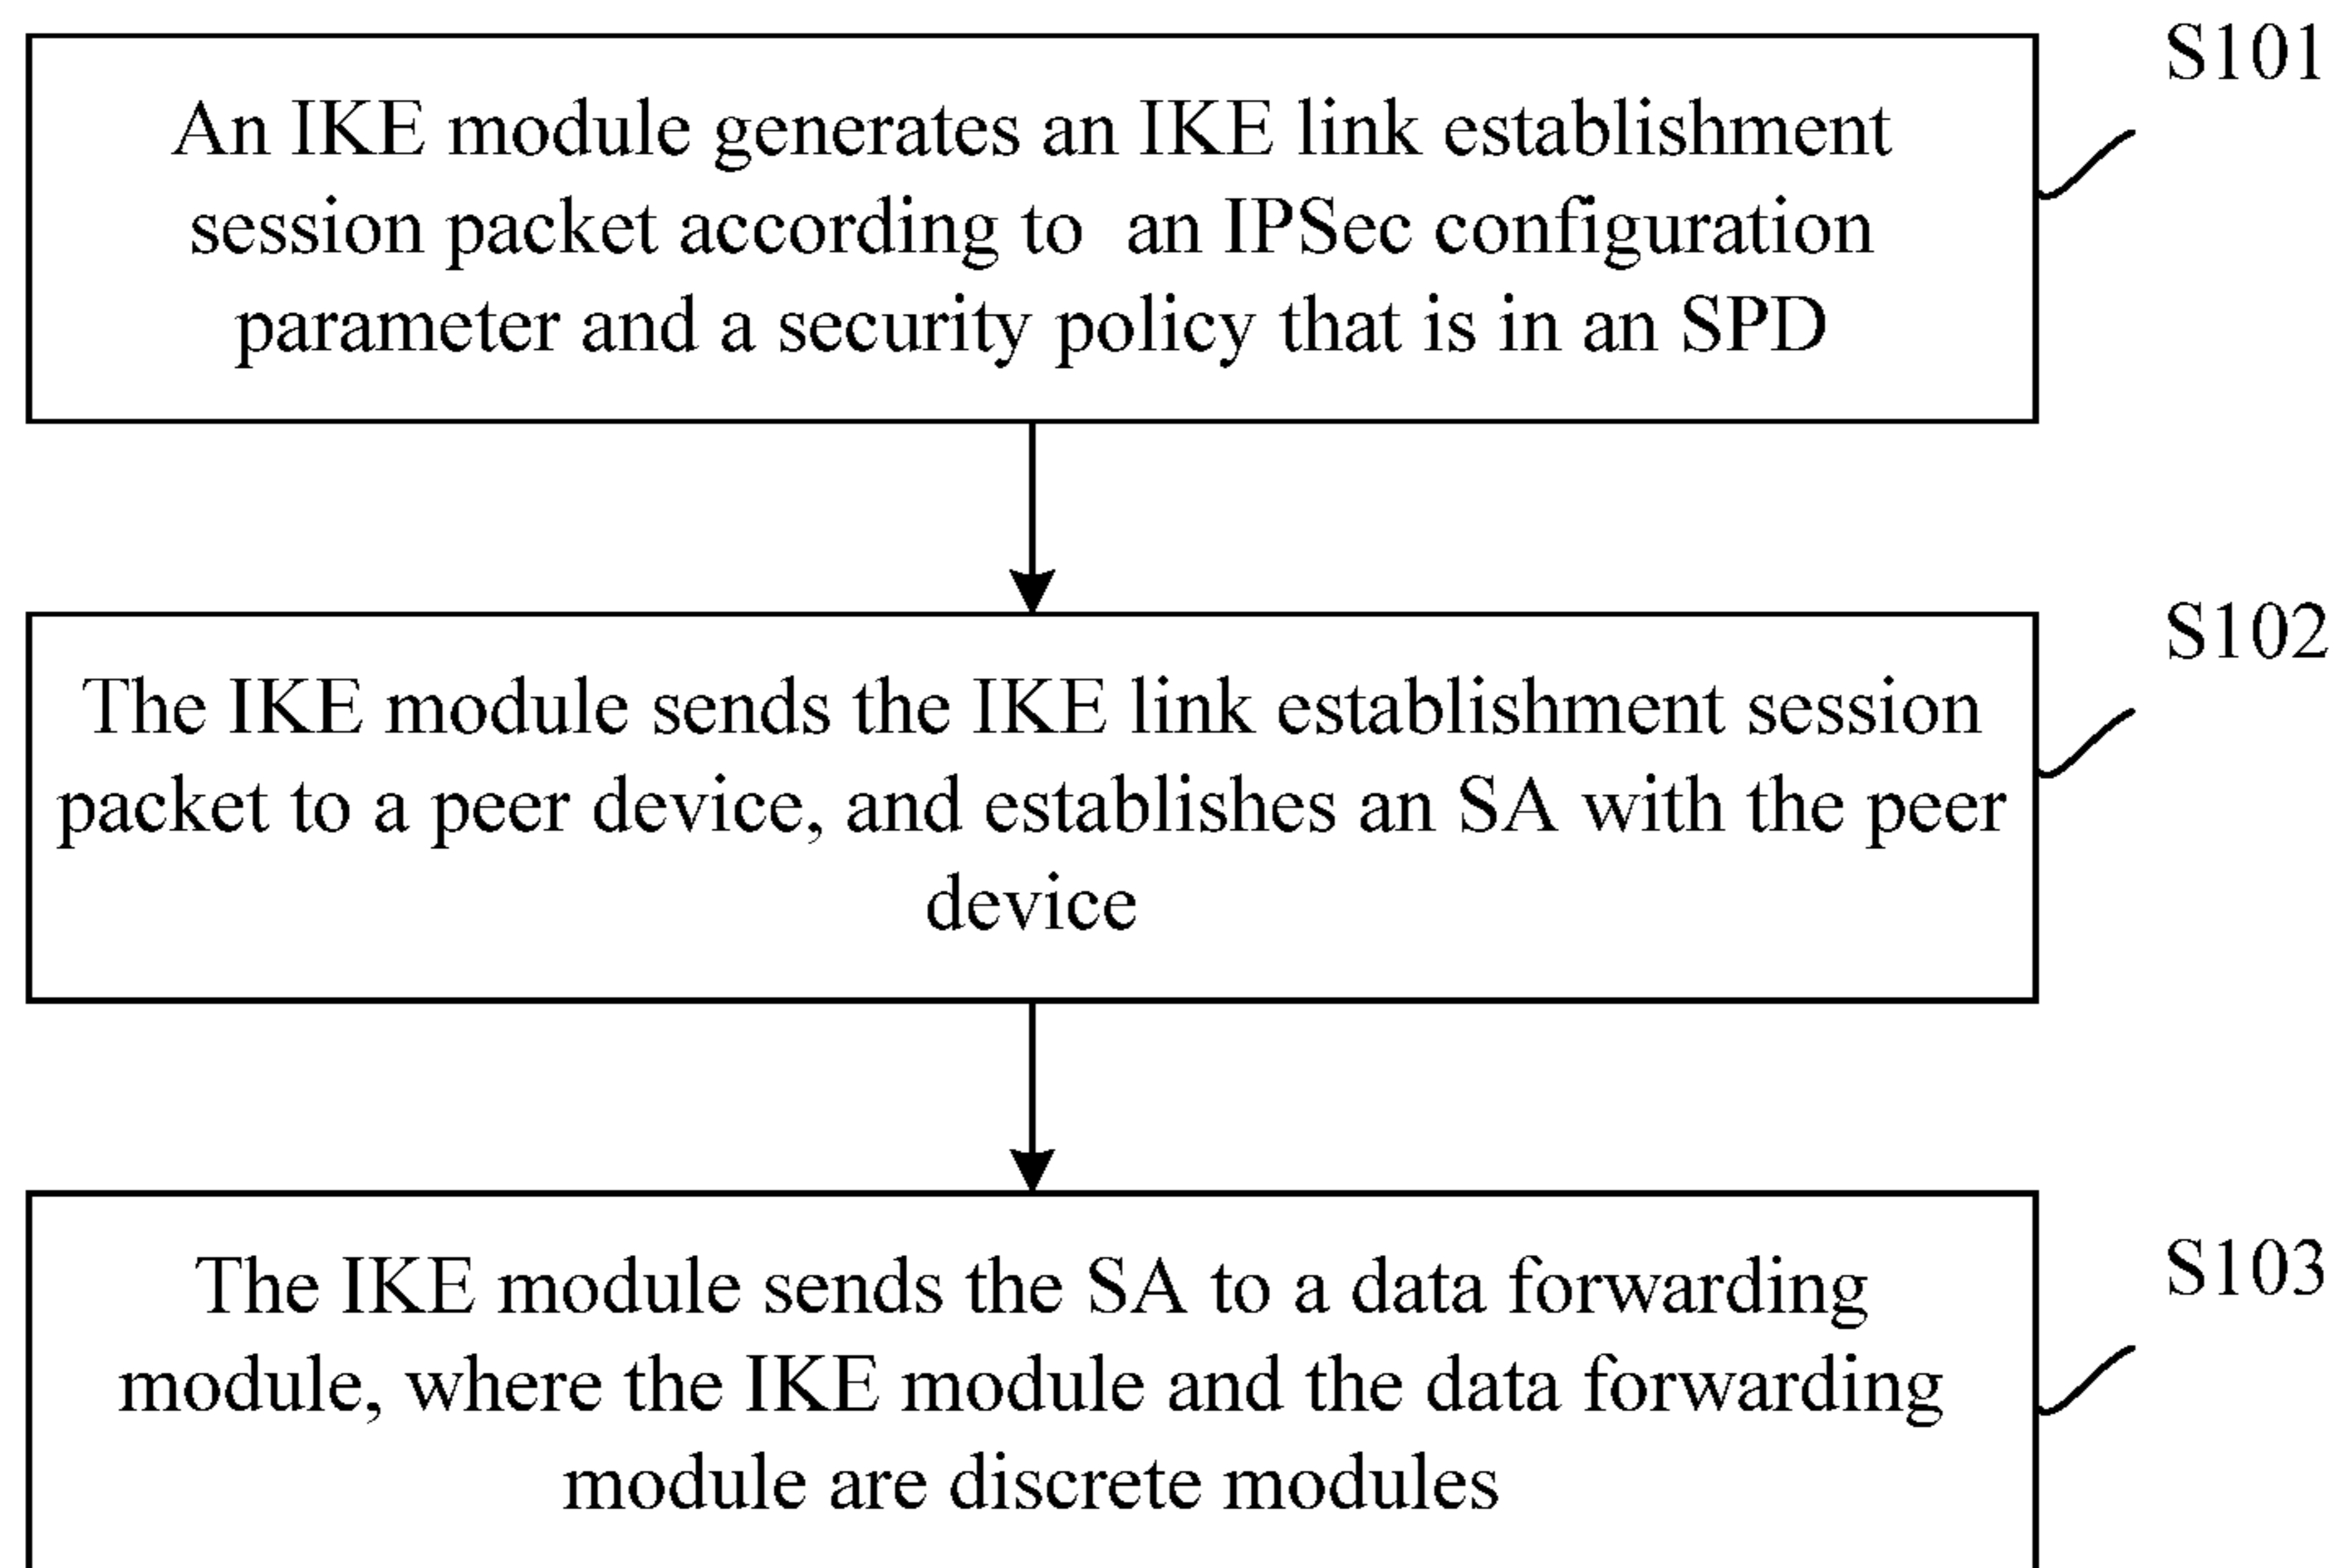 S101
An IKE module generates an IKE link establishment
session packet according to an IPSec configuration
parameter and a security policy that is in an SPD
S102
The IKE module sends the IKE link establishment session
packet to a peer device, and establishes an SA with the peer
device
S103
The IKE module sends the SA to a data forwarding
module, where the IKE module and the data forwarding
module are discrete modules